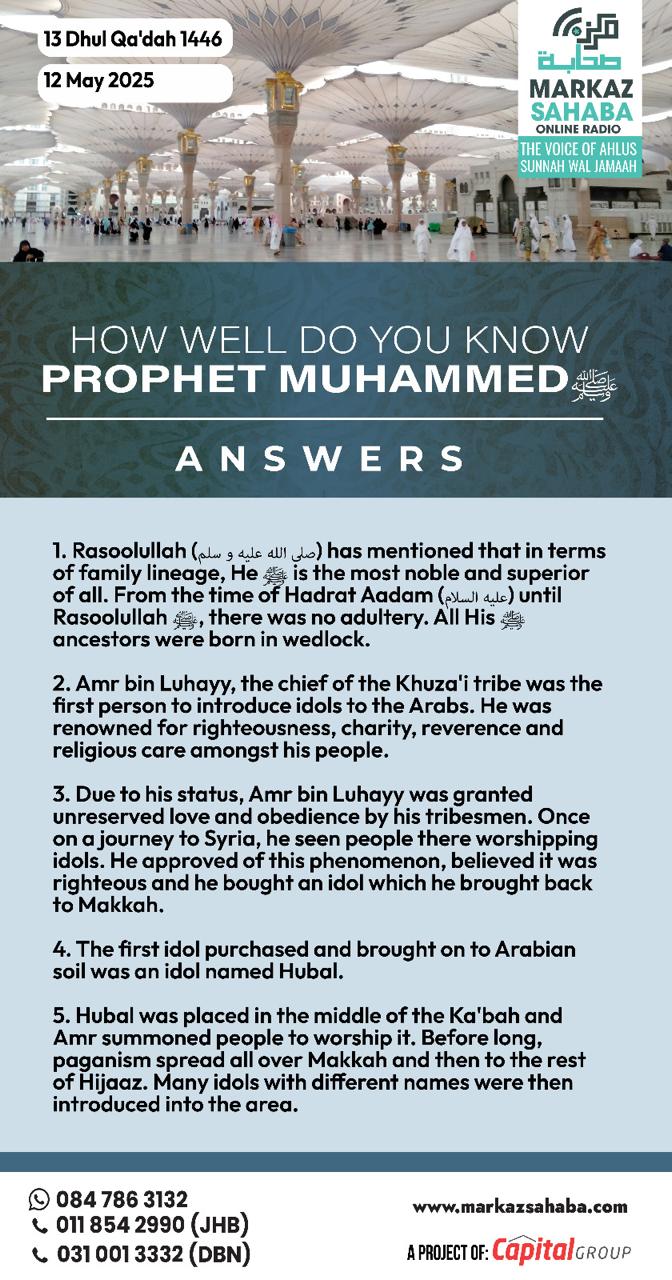 13 Dhul Qa'dah 1446
12 May 2025
مركز
صحابة
MARKAZ
SAHABA
ONLINE RADIO
THE VOICE OF AHLUS
SUNNAH WAL JAMAAH
HOW WELL DO YOU KNOW
PROPHET MUHAMMED ﷺ
ANSWERS
1. Rasoolullah (صلى الله عليه و سلم) has mentioned that in terms
of family lineage, He ﷺ is the most noble and superior
of all. From the time of Hadrat Aadam (عليه السلام) until
Rasoolullah ﷺ, there was no adultery. All His ﷺ
ancestors were born in wedlock.
2. Amr bin Luhayy, the chief of the Khuza'i tribe was the
first person to introduce idols to the Arabs. He was
renowned for righteousness, charity, reverence and
religious care amongst his people.
3. Due to his status, Amr bin Luhayy was granted
unreserved love and obedience by his tribesmen. Once
on a journey to Syria, he seen people there worshipping
idols. He approved of this phenomenon, believed it was
righteous and he bought an idol which he brought back
to Makkah.
4. The first idol purchased and brought on to Arabian
soil was an idol named Hubal.
5. Hubal was placed in the middle of the Ka'bah and
Amr summoned people to worship it. Before long,
paganism spread all over Makkah and then to the rest
of Hijaaz. Many idols with different names were then
introduced into the area.
084 786 3132
011 854 2990 (JHB)
031 001 3332 (DBN)
www.markazsahaba.com
A PROJECT OF: Capital GROUP